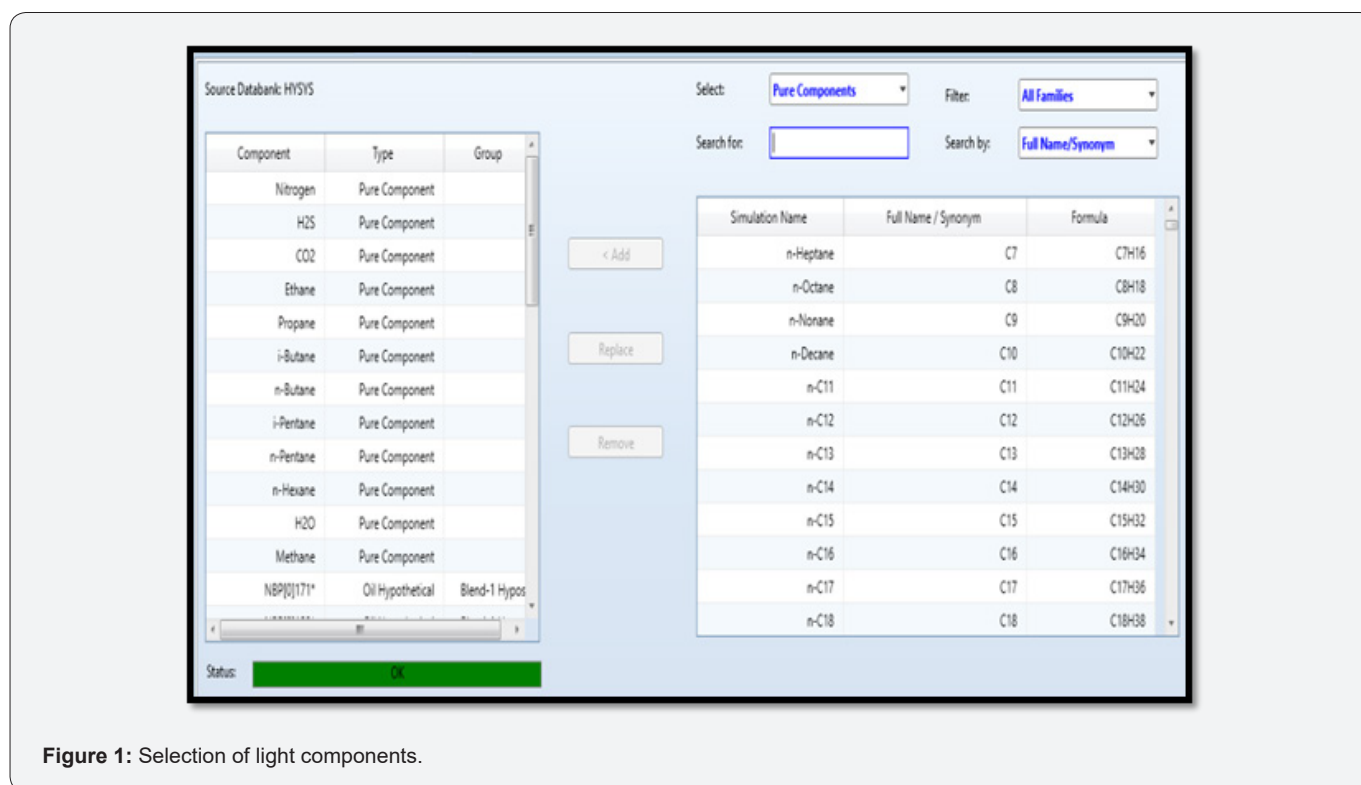 Source Databank: HYSYS
Select: Pure Components Filter: All Families
Search for: Search by: Full Name/Synonym
Component Type Group
Nitrogen Pure Component
H2S Pure Component
CO2 Pure Component
Ethane Pure Component
Propane Pure Component
i-Butane Pure Component
n-Butane Pure Component
i-Pentane Pure Component
n-Pentane Pure Component
n-Hexane Pure Component
H2O Pure Component
Methane Pure Component
NBP[0]171* Oil Hypothetical Blend-1 Hypos
< Add
Replace
Remove
Simulation Name Full Name / Synonym Formula
n-Heptane C7 C7H16
n-Octane C8 C8H18
n-Nonane C9 C9H20
n-Decane C10 C10H22
n-C11 C11 C11H24
n-C12 C12 C12H26
n-C13 C13 C13H28
n-C14 C14 C14H30
n-C15 C15 C15H32
n-C16 C16 C16H34
n-C17 C17 C17H36
n-C18 C18 C18H38
Status: OK
Figure 1: Selection of light components.